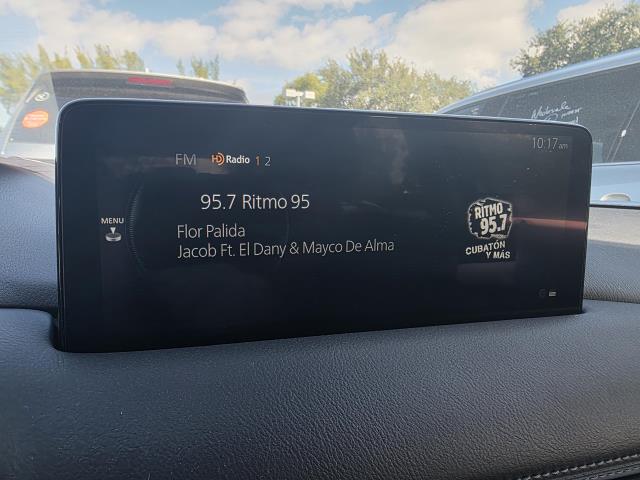 FM HD Radio 1 2
10:17 am
95.7 Ritmo 95
MENU
Flor Palida
Jacob Ft. El Dany & Mayco De Alma
RITMO
95.7
CUBATÓN
Y MÁS
Wholesale